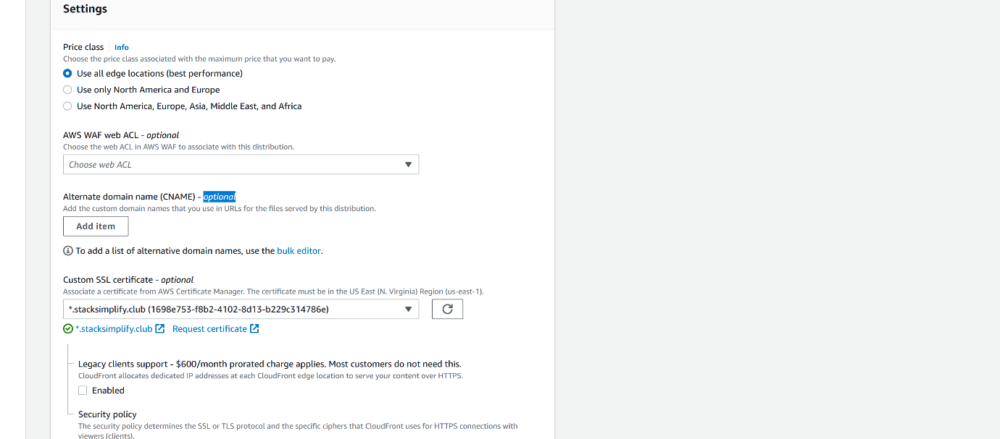 Settings
Price class Info
Choose the price class associated with the maximum price that you want to pay.
Use all edge locations (best performance)
Use only North America and Europe
Use North America, Europe, Asia, Middle East, and Africa
AWS WAF web ACL - optional
Choose the web ACL in AWS WAF to associate with this distribution.
Choose web ACL
Alternate domain name (CNAME) - optional
Add the custom domain names that you use in URLs for the files served by this distribution.
Add item
To add a list of alternative domain names, use the bulk editor.
Custom SSL certificate - optional
Associate a certificate from AWS Certificate Manager. The certificate must be in the US East (N. Virginia) Region (us-east-1).
*.stacksimplify.club (1698e753-f8b2-4102-8d13-b229c314786e)
*.stacksimplify.club Request certificate
Legacy clients support - $600/month prorated charge applies. Most customers do not need this.
CloudFront allocates dedicated IP addresses at each CloudFront edge location to serve your content over HTTPS.
Enabled
Security policy
The security policy determines the SSL or TLS protocol and the specific ciphers that CloudFront uses for HTTPS connections with
viewers (clients).